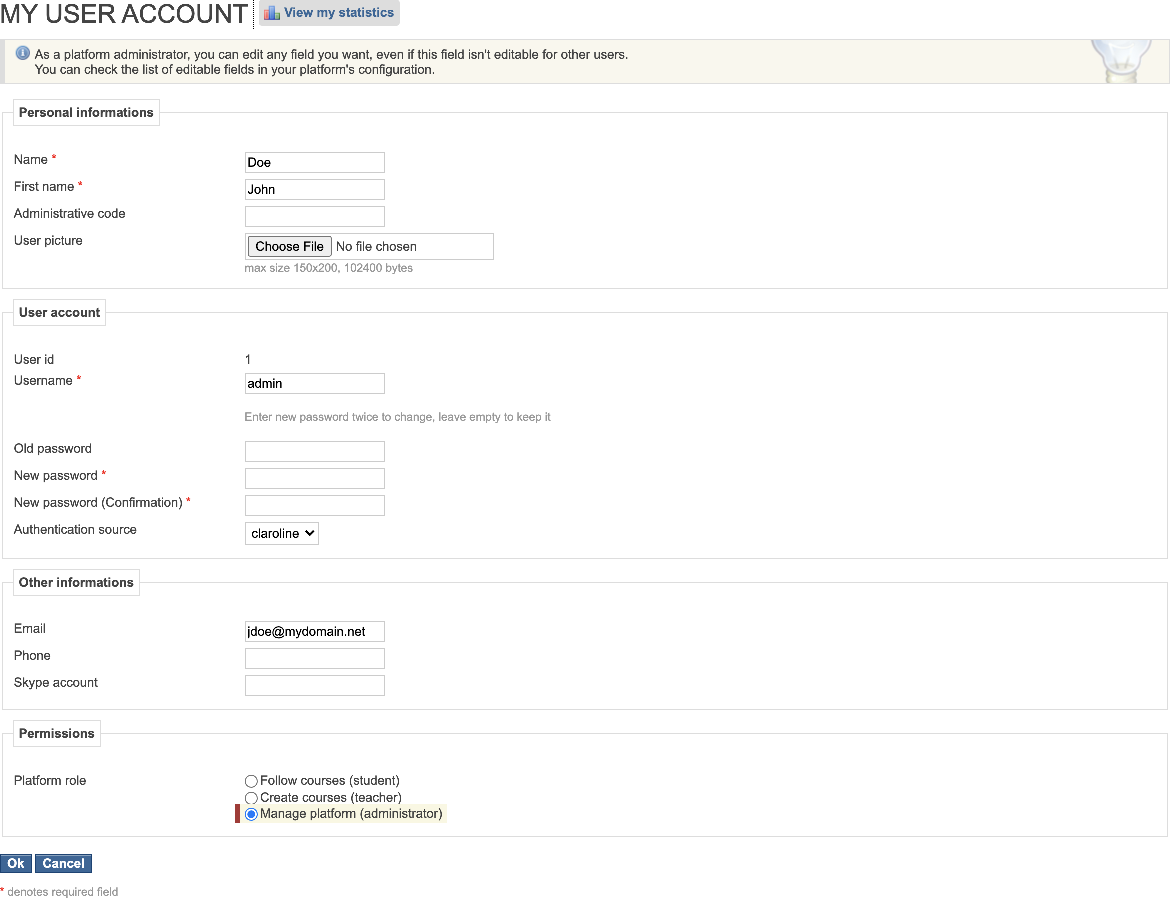 MY USER ACCOUNT View my statistics
As a platform administrator, you can edit any field you want, even if this field isn't editable for other users.
You can check the list of editable fields in your platform's configuration.
Personal informations
Name * Doe
First name * John
Administrative code
User picture Choose File No file chosen
max size 150x200, 102400 bytes
User account
User id 1
Username * admin
Enter new password twice to change, leave empty to keep it
Old password
New password *
New password (Confirmation) *
Authentication source claroline
Other informations
Email jdoe@mydomain.net
Phone
Skype account
Permissions
Platform role Follow courses (student)
Create courses (teacher)
Manage platform (administrator)
Ok Cancel
* denotes required field